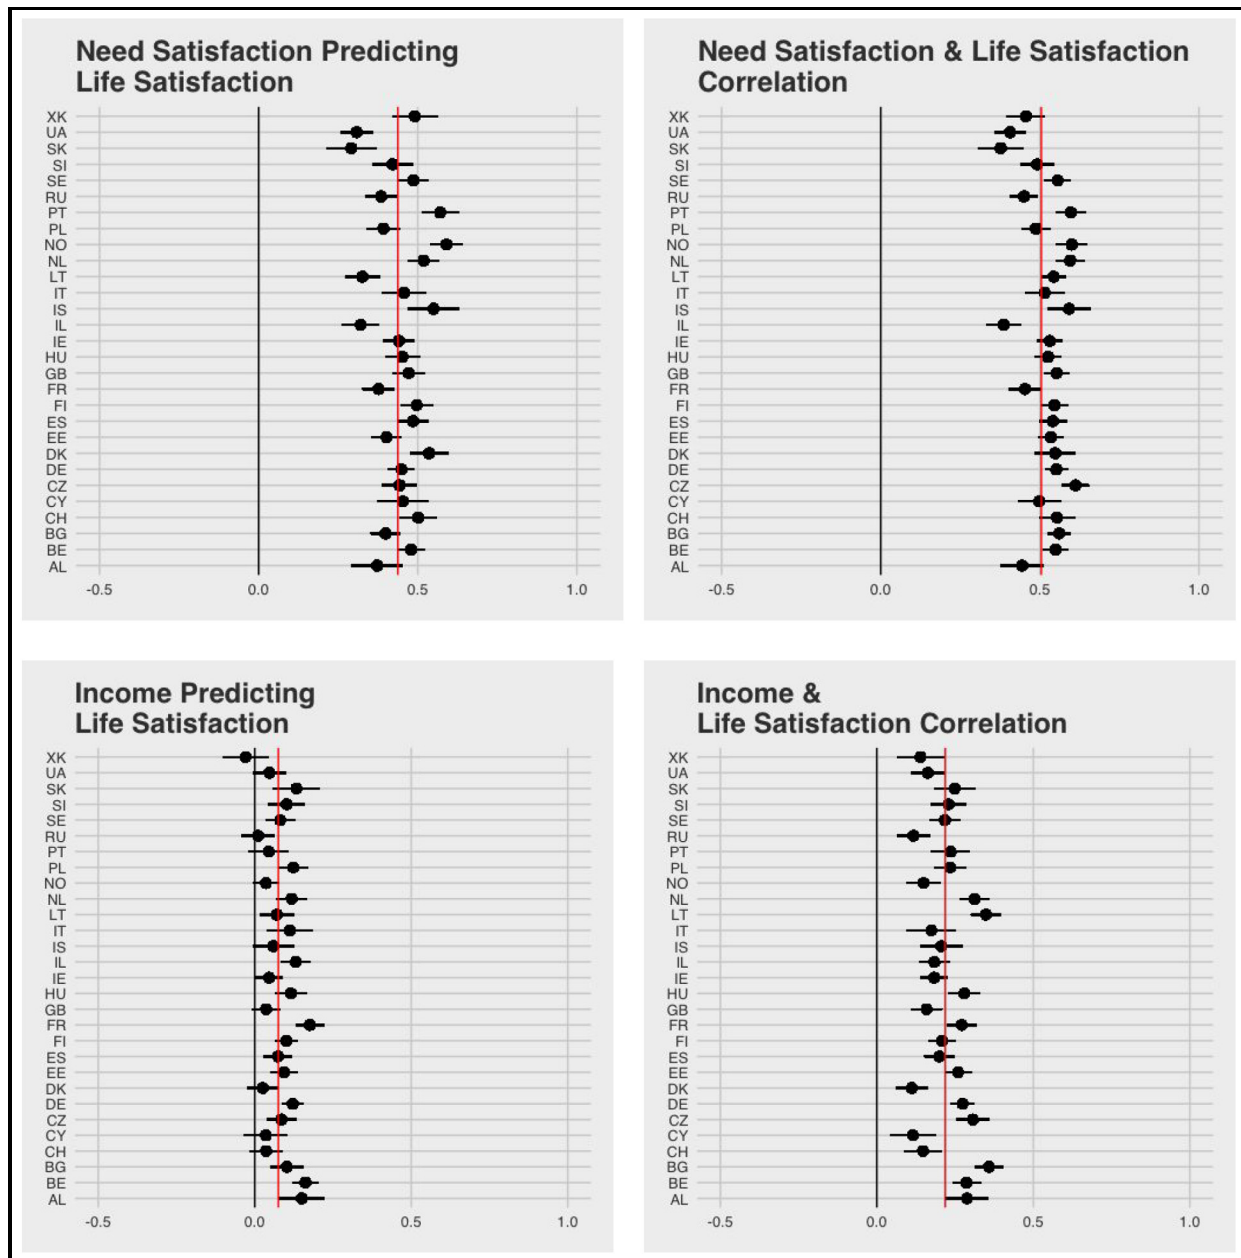 Need Satisfaction Predicting
Life Satisfaction
XK
UA
SK
SI
SE
RU
PT
PL
NO
NL
LT
IT
IS
IL
IE
HU
GB
FR
FI
ES
EE
DK
DE
CZ
CY
CH
BG
BE
AL
-0.5 0.0 0.5 1.0
Need Satisfaction & Life Satisfaction
Correlation
XK
UA
SK
SI
SE
RU
PT
PL
NO
NL
LT
IT
IS
IL
IE
HU
GB
FR
FI
ES
EE
DK
DE
CZ
CY
CH
BG
BE
AL
-0.5 0.0 0.5 1.0
Income Predicting
Life Satisfaction
XK
UA
SK
SI
SE
RU
PT
PL
NO
NL
LT
IT
IS
IL
IE
HU
GB
FR
FI
ES
EE
DK
DE
CZ
CY
CH
BG
BE
AL
-0.5 0.0 0.5 1.0
Income &
Life Satisfaction Correlation
XK
UA
SK
SI
SE
RU
PT
PL
NO
NL
LT
IT
IS
IL
IE
HU
GB
FR
FI
ES
EE
DK
DE
CZ
CY
CH
BG
BE
AL
-0.5 0.0 0.5 1.0